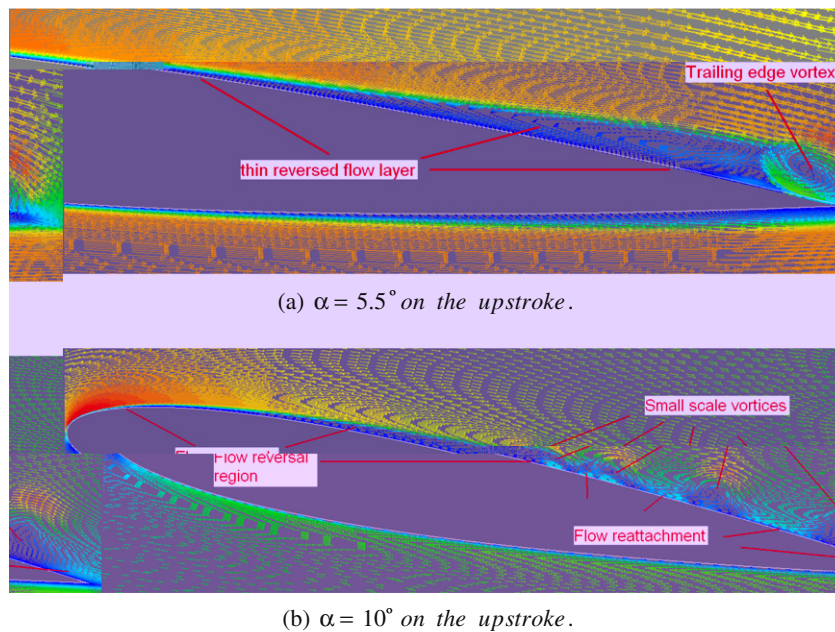 Trailing edge vortex
thin reversed flow layer
(a) α = 5.5° on the upstroke.
Small scale vortices
Flow reversal
region
Flow reattachment
(b) α = 10° on the upstroke.